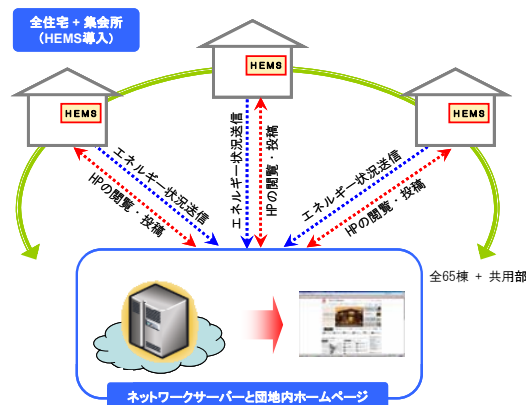 全住宅 + 集会所
（HEMS導入）
HEMS
HEMS
HEMS
エネルギー状況送信
HPの閲覧・投稿
エネルギー状況送信
HPの閲覧・投稿
エネルギー状況送信
HPの閲覧・投稿
全65棟 + 共用部
ネットワークサーバーと団地内ホームページ